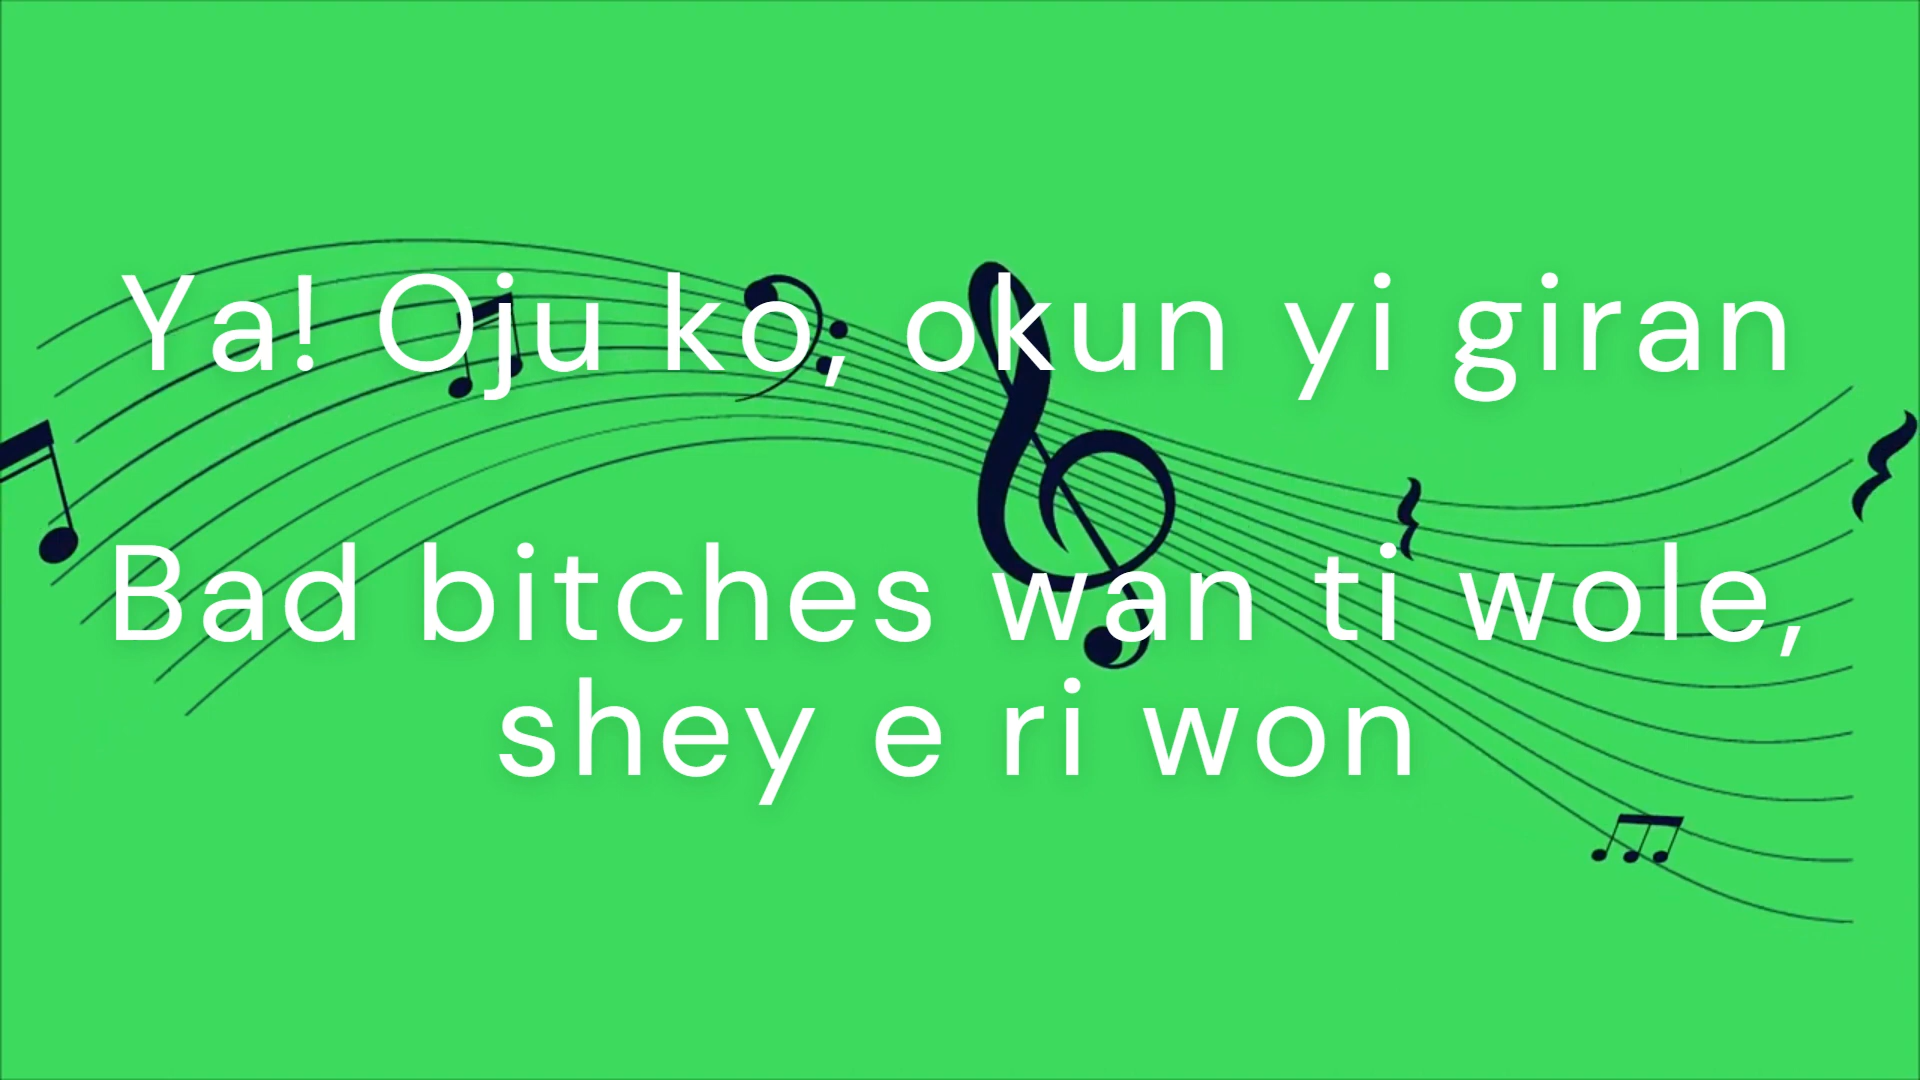 Ya! Oju ko, okun yi giran
Bad bitches wan ti wole,
shey e ri won